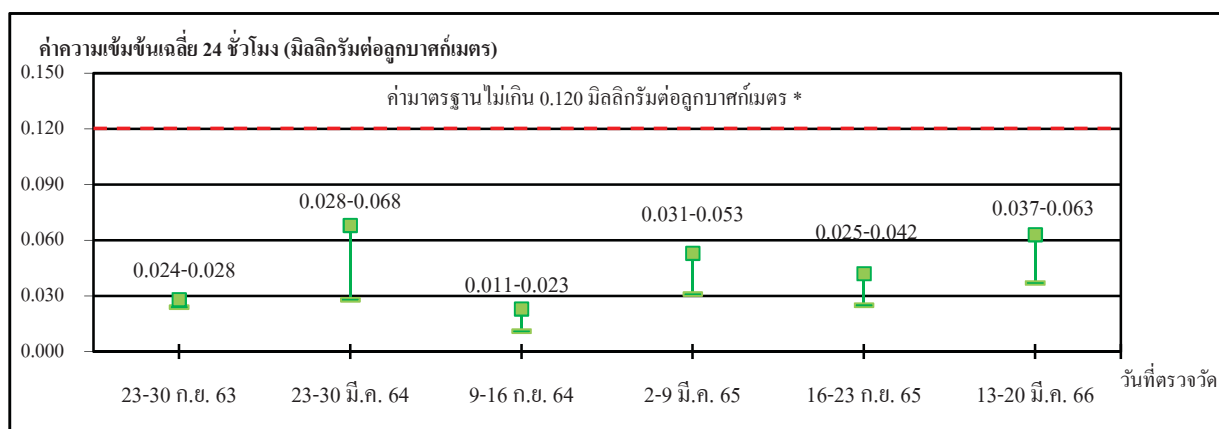 ค่าความเข้มข้นเฉลี่ย 24 ชั่วโมง (มิลลิกรัมต่อลูกบาศก์เมตร)
0.150
ค่ามาตรฐานไม่เกิน 0.120 มิลลิกรัมต่อลูกบาศก์เมตร *
0.120
0.090
0.028-0.068
0.031-0.053
0.037-0.063
0.060
0.025-0.042
0.024-0.028
0.011-0.023
0.030
0.000
23-30 ก.ย. 63
23-30 มี.ค. 64
9-16 ก.ย. 64
2-9 มี.ค. 65
16-23 ก.ย. 65
13-20 มี.ค. 66
วันที่ตรวจวัด